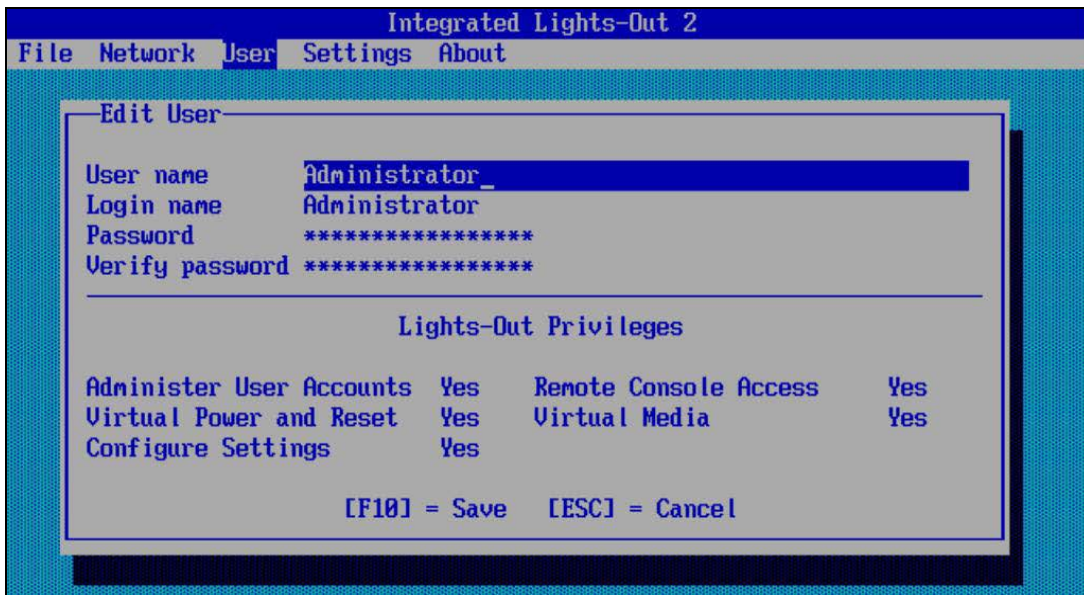 Integrated Lights-Out 2
File Network User Settings About
Edit User
User name Administrator_
Login name Administrator
Password *****************
Verify password *****************
Lights-Out Privileges
Administer User Accounts Yes Remote Console Access Yes
Virtual Power and Reset Yes Virtual Media Yes
Configure Settings Yes
[F10] = Save [ESC] = Cancel